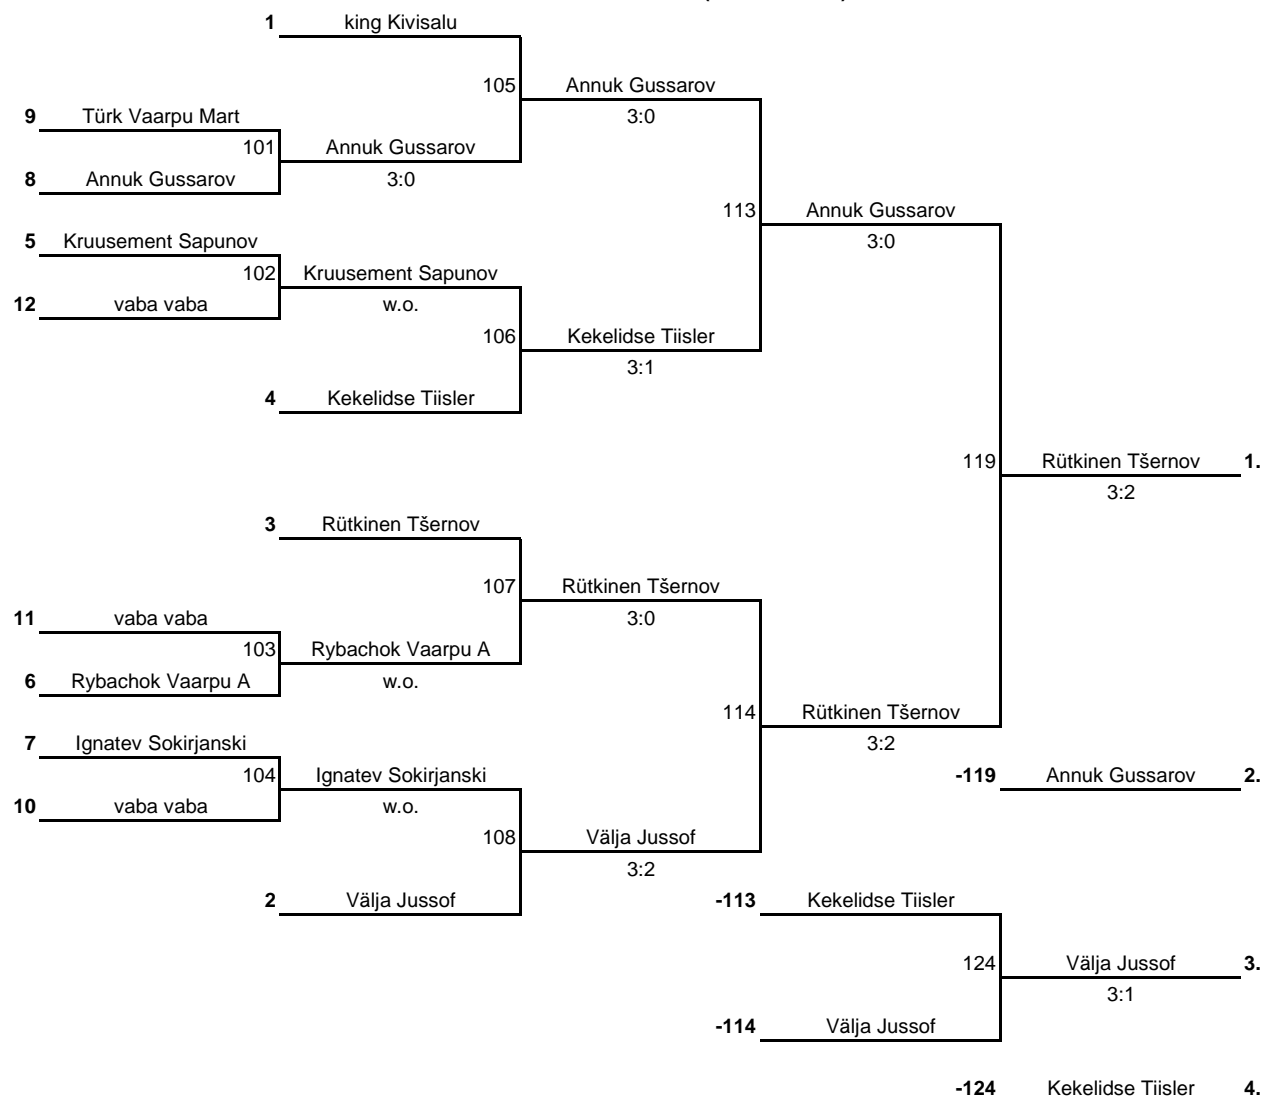 1 king Kivisalu
105 Annuk Gussarov
3:0
9 Türk Vaarpu Mart
101 Annuk Gussarov
3:0
8 Annuk Gussarov
113 Annuk Gussarov
3:0
5 Kruusement Sapunov
102 Kruusement Sapunov
w.o.
12 vaba vaba
106 Kekelidse Tiisler
3:1
4 Kekelidse Tiisler
119 Rütkinen Tšernov 1.
3:2
3 Rütkinen Tšernov
107 Rütkinen Tšernov
3:0
11 vaba vaba
103 Rybachok Vaarpu A
w.o.
6 Rybachok Vaarpu A
114 Rütkinen Tšernov
3:2
7 Ignatev Sokirjanski
104 Ignatev Sokirjanski
w.o.
-119 Annuk Gussarov 2.
10 vaba vaba
108 Välja Jussof
3:2
2 Välja Jussof
-113 Kekelidse Tiisler
124 Välja Jussof 3.
3:1
-114 Välja Jussof
-124 Kekelidse Tiisler 4.